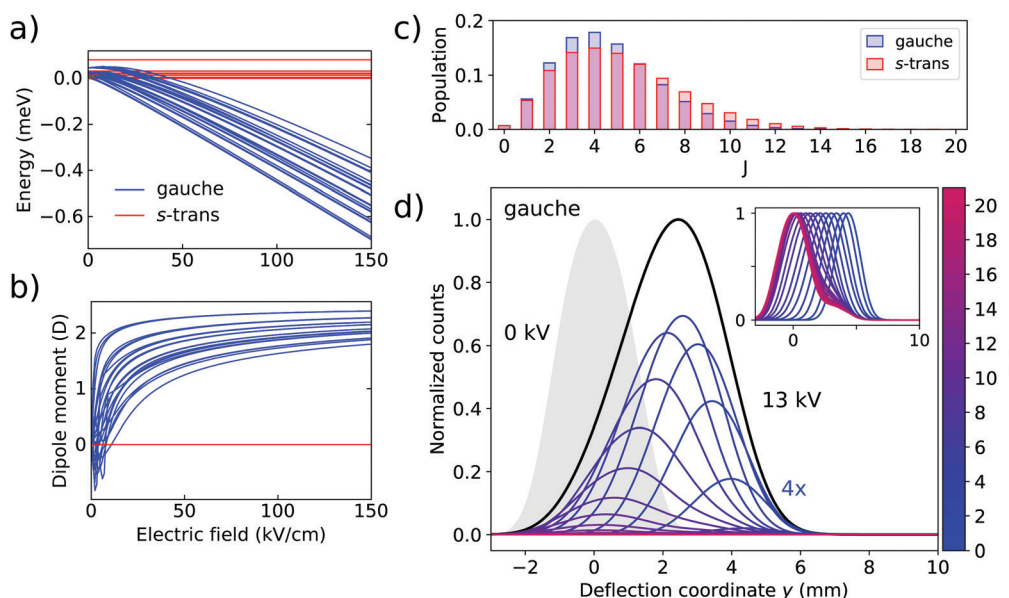 a)
Energy (meV)
0.0
−0.2
−0.4
−0.6
gauche
s-trans
0 50 100 150
b)
Dipole moment (D)
2
1
0
D
0 50 100 150
Electric field (kV/cm)
c)
Population
0.2
0.1
0.0
gauche
s-trans
0 2 4 6 8 10 12 14 16 18 20
J
d)
Normalized counts
1.0
0.8
0.6
0.4
0.2
0.0
gauche
0 kV
13 kV
4x
−2 0 2 4 6 8 10
Deflection coordinate y (mm)
1
0
0 10
20
18
16
14
12
10
8
6
4
2
0